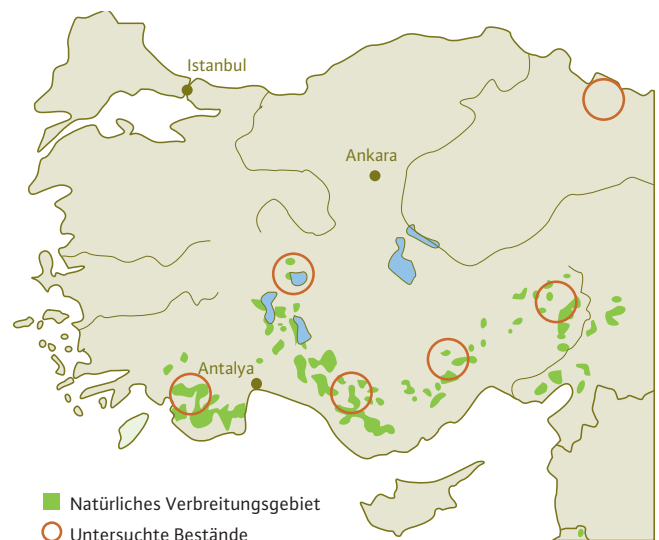 Istanbul
Ankara
Antalya
Natürliches Verbreitungsgebiet
Untersuchte Bestände